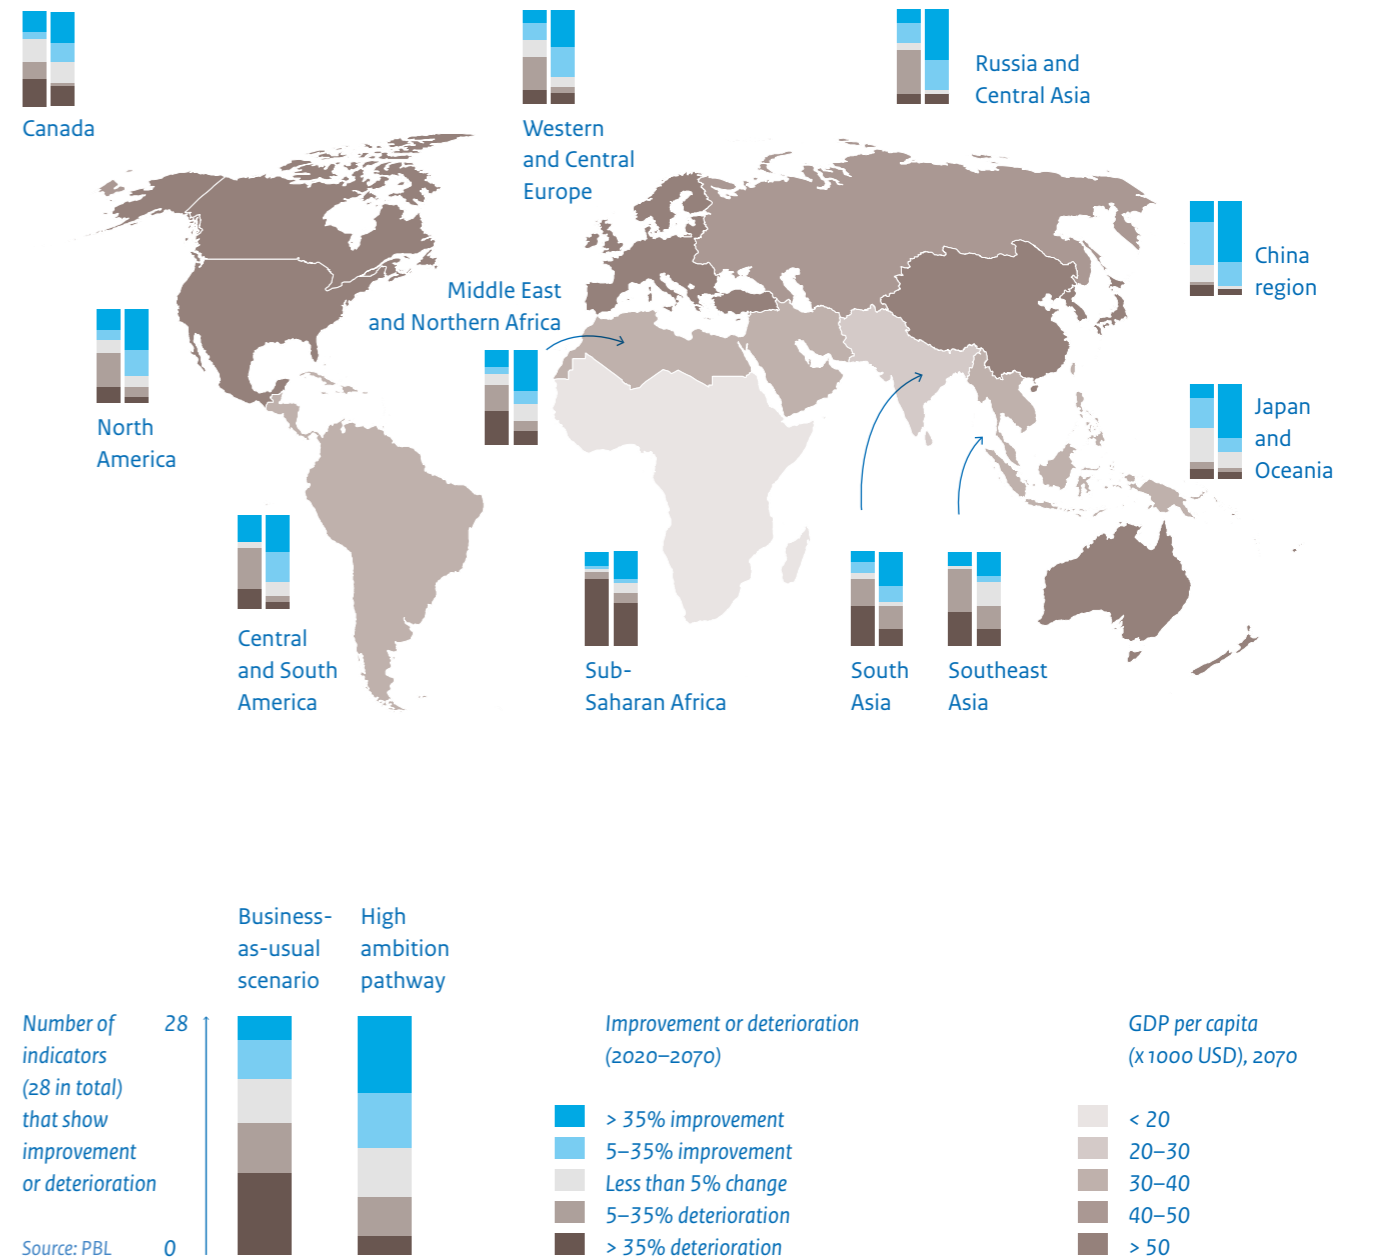 Canada
Western
and Central
Europe
Russia and
Central Asia
China
region
Middle East
and Northern Africa
North
America
Japan
and
Oceania
Central
and South
America
Sub-
Saharan Africa
South
Asia
Southeast
Asia
Business-
as-usual
scenario
High
ambition
pathway
Number of
indicators
(28 in total)
that show
improvement
or deterioration
28
0
Improvement or deterioration
(2020–2070)
> 35% improvement
5–35% improvement
Less than 5% change
5–35% deterioration
> 35% deterioration
GDP per capita
(x 1000 USD), 2070
< 20
20–30
30–40
40–50
> 50
Source: PBL